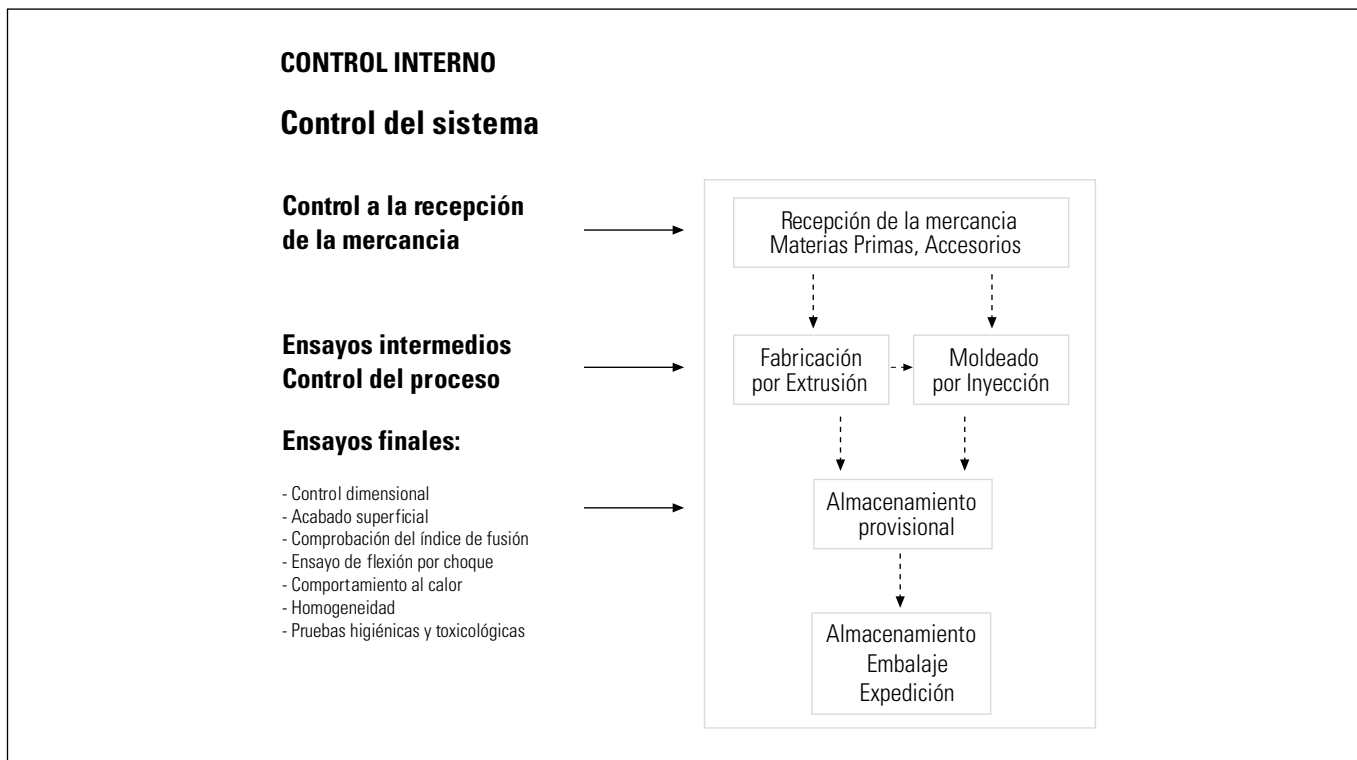 CONTROL INTERNO
Control del sistema
Control a la recepción
de la mercancia
Recepción de la mercancia
Materias Primas, Accesorios
Ensayos intermedios
Control del proceso
Fabricación
por Extrusión
Moldeado
por Inyección
Ensayos finales:
- Control dimensional
- Acabado superficial
- Comprobación del índice de fusión
- Ensayo de flexión por choque
- Comportamiento al calor
- Homogeneidad
- Pruebas higiénicas y toxicológicas
Almacenamiento
provisional
Almacenamiento
Embalaje
Expedición